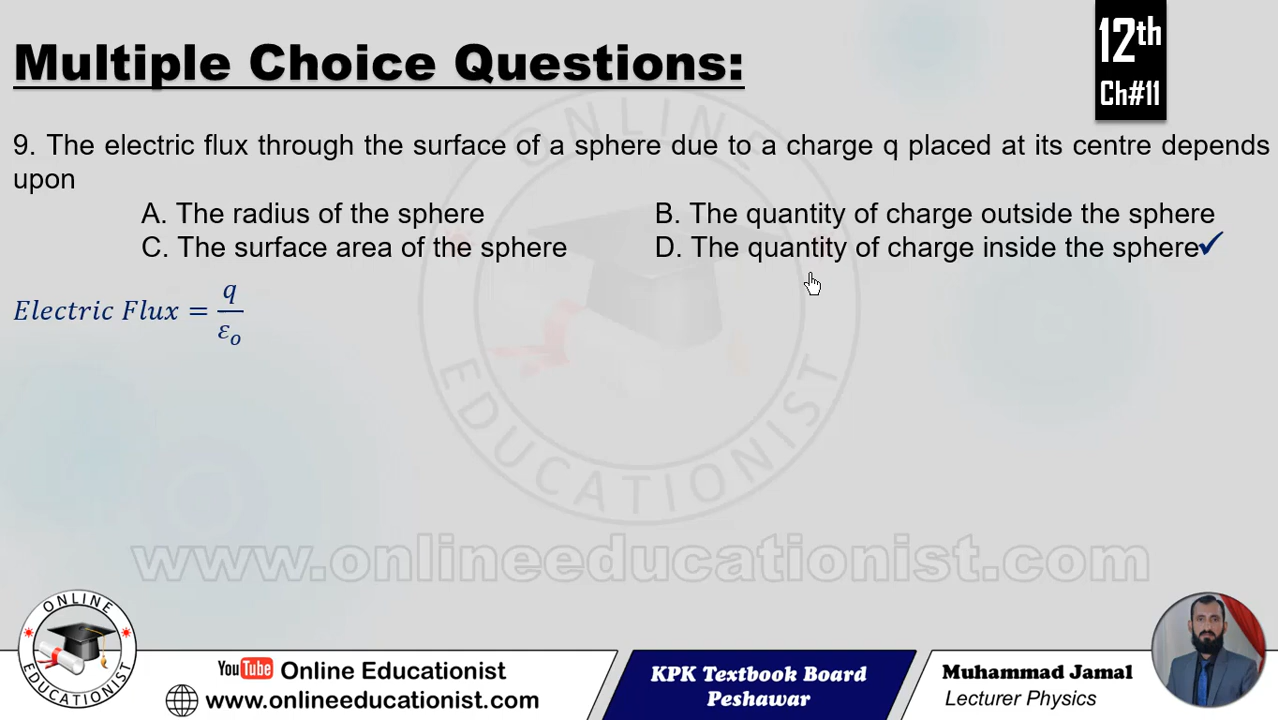 Multiple Choice Questions:
12th
Ch#11
9. The electric flux through the surface of a sphere due to a charge q placed at its centre depends
upon
A. The radius of the sphere
B. The quantity of charge outside the sphere
C. The surface area of the sphere
D. The quantity of charge inside the sphere✓
Electric Flux = q/εo
ONLINE
EDUCATIONIST
www.onlineeducationist.com
ONLINE
EDUCATIONIST
YouTube Online Educationist
www.onlineeducationist.com
KPK Textbook Board
Peshawar
Muhammad Jamal
Lecturer Physics